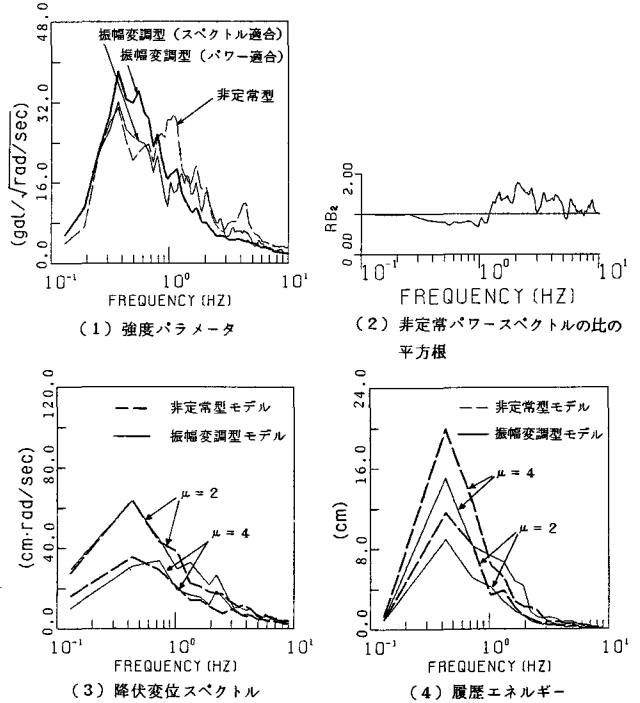 振幅変調型(スペクトル適合)
振幅変調型(パワー適合)
非定常型
(gal/√rad/sec)
48.0
32.0
16.0
0.0
10⁻¹
10⁰
10¹
FREQUENCY (HZ)
(1) 強度パラメータ
RB₂
2.00
0.00
10⁻¹
10⁰
10¹
FREQUENCY (HZ)
(2) 非定常パワースペクトルの比の
平方根
非定常型モデル
振幅変調型モデル
μ = 2
μ = 4
(cm·rad/sec)
120.0
80.0
40.0
0.0
10⁻¹
10⁰
10¹
FREQUENCY (HZ)
(3) 降伏変位スペクトル
非定常型モデル
振幅変調型モデル
μ = 4
μ = 2
(cm)
24.0
16.0
8.0
0.0
10⁻¹
10⁰
10¹
FREQUENCY (HZ)
(4) 履歴エネルギー